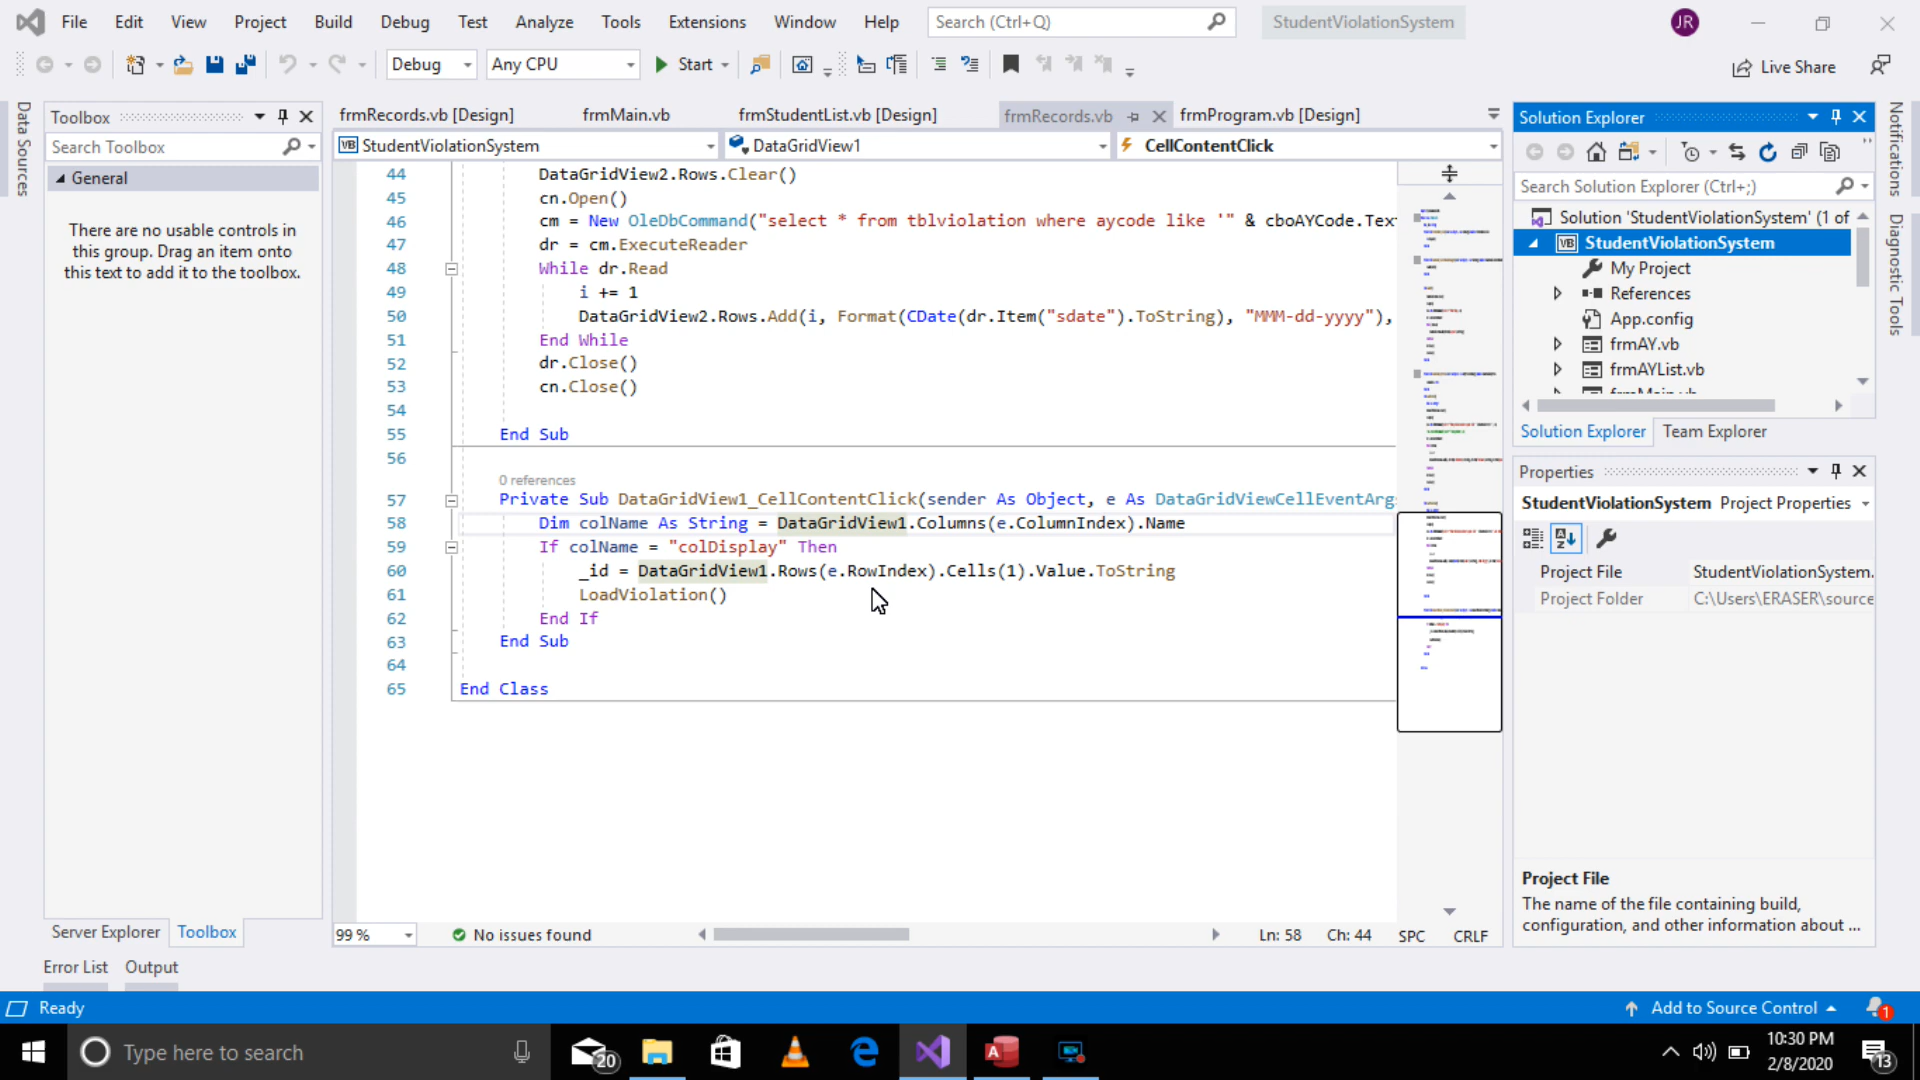 File Edit View Project Build Debug Test Analyze Tools Extensions Window Help Search (Ctrl+Q) StudentViolationSystem JR
Debug Any CPU Start Live Share
Data Sources
Toolbox
Search Toolbox
General
There are no usable controls in
this group. Drag an item onto
this text to add it to the toolbox.
Server Explorer Toolbox
frmRecords.vb [Design] frmMain.vb frmStudentList.vb [Design] frmRecords.vb frmProgram.vb [Design]
VB StudentViolationSystem DataGridView1 CellContentClick
44 DataGridView2.Rows.Clear()
45 cn.Open()
46 cm = New OleDbCommand("select * from tblviolation where aycode like '" & cboAYCode.Tex
47 dr = cm.ExecuteReader
48 While dr.Read
49 i += 1
50 DataGridView2.Rows.Add(i, Format(CDate(dr.Item("sdate").ToString), "MMM-dd-yyyy"),
51 End While
52 dr.Close()
53 cn.Close()
54
55 End Sub
56
0 references
57 Private Sub DataGridView1_CellContentClick(sender As Object, e As DataGridViewCellEventArg
58 Dim colName As String = DataGridView1.Columns(e.ColumnIndex).Name
59 If colName = "colDisplay" Then
60 _id = DataGridView1.Rows(e.RowIndex).Cells(1).Value.ToString
61 LoadViolation()
62 End If
63 End Sub
64
65 End Class
99 % No issues found Ln: 58 Ch: 44 SPC CRLF
Solution Explorer
Search Solution Explorer (Ctrl+;)
Solution 'StudentViolationSystem' (1 of
VB StudentViolationSystem
My Project
References
App.config
frmAY.vb
frmAYList.vb
Solution Explorer Team Explorer
Properties
StudentViolationSystem Project Properties
Project File StudentViolationSystem.
Project Folder C:\Users\ERASER\source
Project File
The name of the file containing build,
configuration, and other information about ...
Notifications
Diagnostic Tools
Error List Output
Ready Add to Source Control 1
Type here to search 20 A 10:30 PM
2/8/2020 13